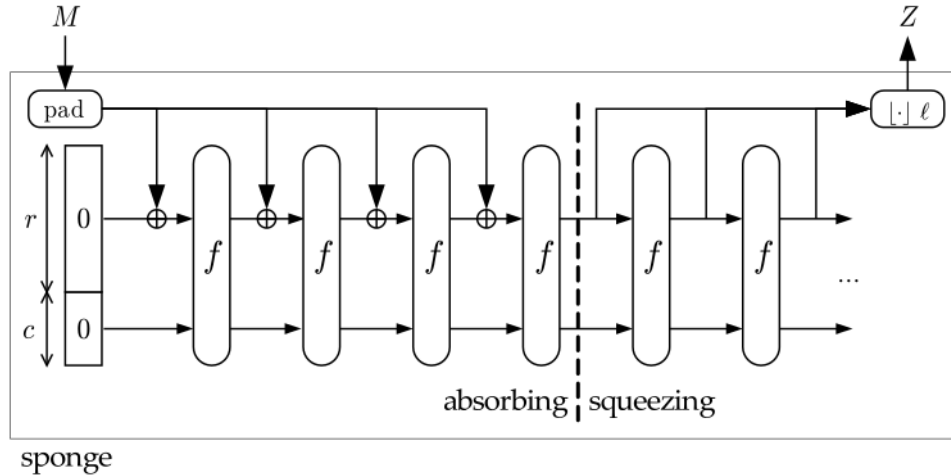 M
Z
pad
⌊·⌋ ℓ
r
0
⊕
⊕
⊕
⊕
f
f
f
f
f
f
...
c
0
absorbing
squeezing
sponge